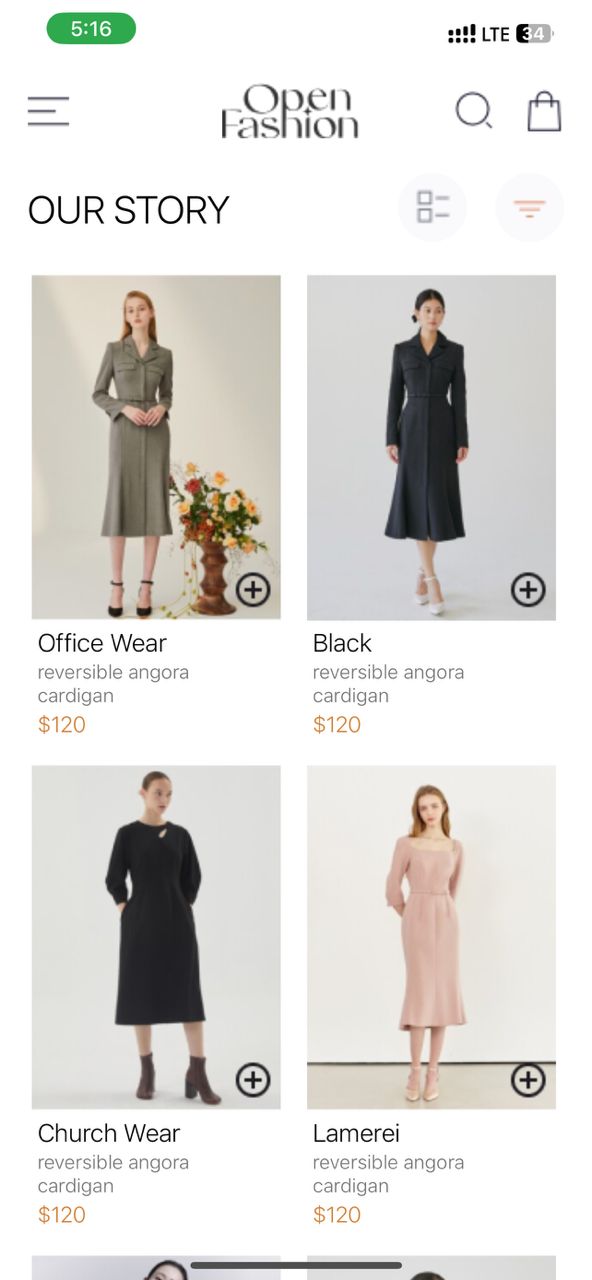 5:16
LTE 34
Open
Fashion
OUR STORY
Office Wear
reversible angora
cardigan
$120
Black
reversible angora
cardigan
$120
Church Wear
reversible angora
cardigan
$120
Lamerei
reversible angora
cardigan
$120